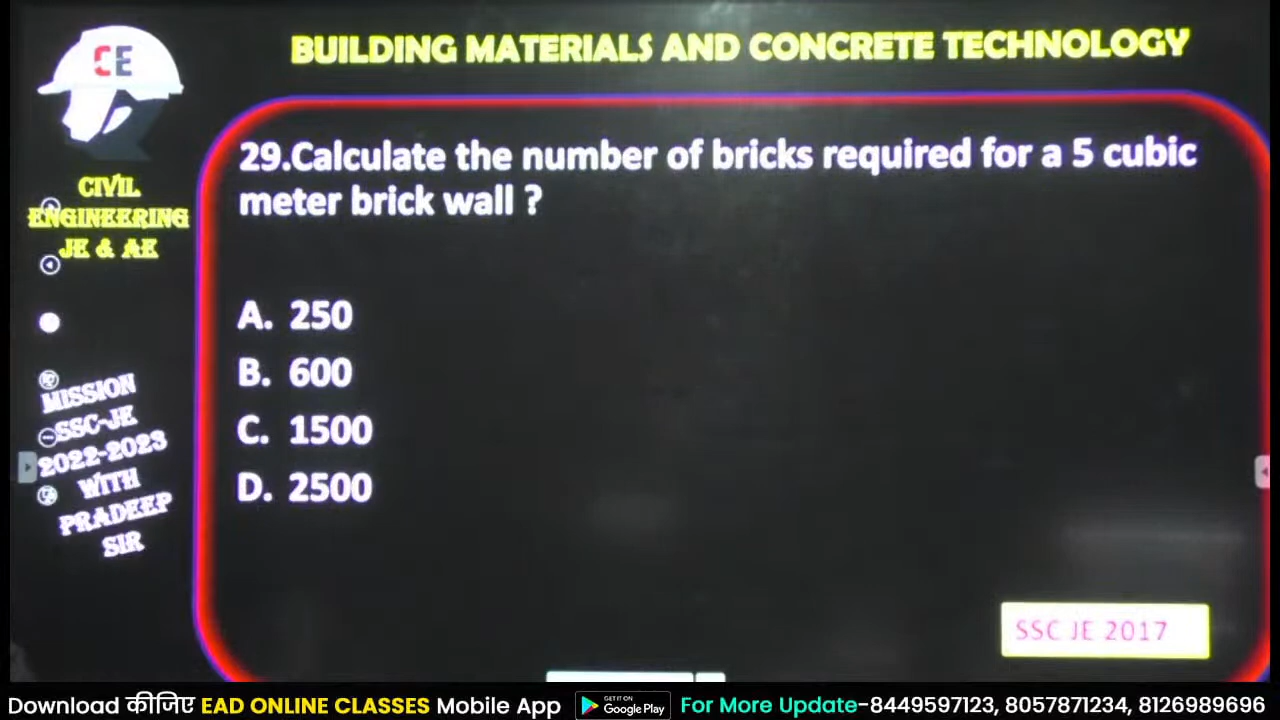 CE
BUILDING MATERIALS AND CONCRETE TECHNOLOGY
CIVIL
ENGINEERING
JE & AE
29.Calculate the number of bricks required for a 5 cubic
meter brick wall ?
A. 250
B. 600
C. 1500
D. 2500
MISSION
SSC-JE
2022-2023
WITH
PRADEEP
SIR
SSC JE 2017
Download कीजिए EAD ONLINE CLASSES Mobile App
GET IT ON
Google Play
For More Update-8449597123, 8057871234, 8126989696